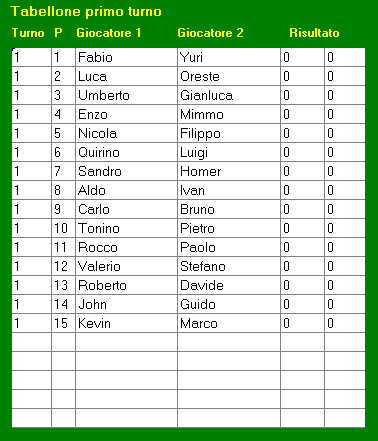 Tabellone primo turno
Turno P Giocatore 1 Giocatore 2 Risultato
1 1 Fabio Yuri 0 0
1 2 Luca Oreste 0 0
1 3 Umberto Gianluca 0 0
1 4 Enzo Mimmo 0 0
1 5 Nicola Filippo 0 0
1 6 Quirino Luigi 0 0
1 7 Sandro Homer 0 0
1 8 Aldo Ivan 0 0
1 9 Carlo Bruno 0 0
1 10 Tonino Pietro 0 0
1 11 Rocco Paolo 0 0
1 12 Valerio Stefano 0 0
1 13 Roberto Davide 0 0
1 14 John Guido 0 0
1 15 Kevin Marco 0 0